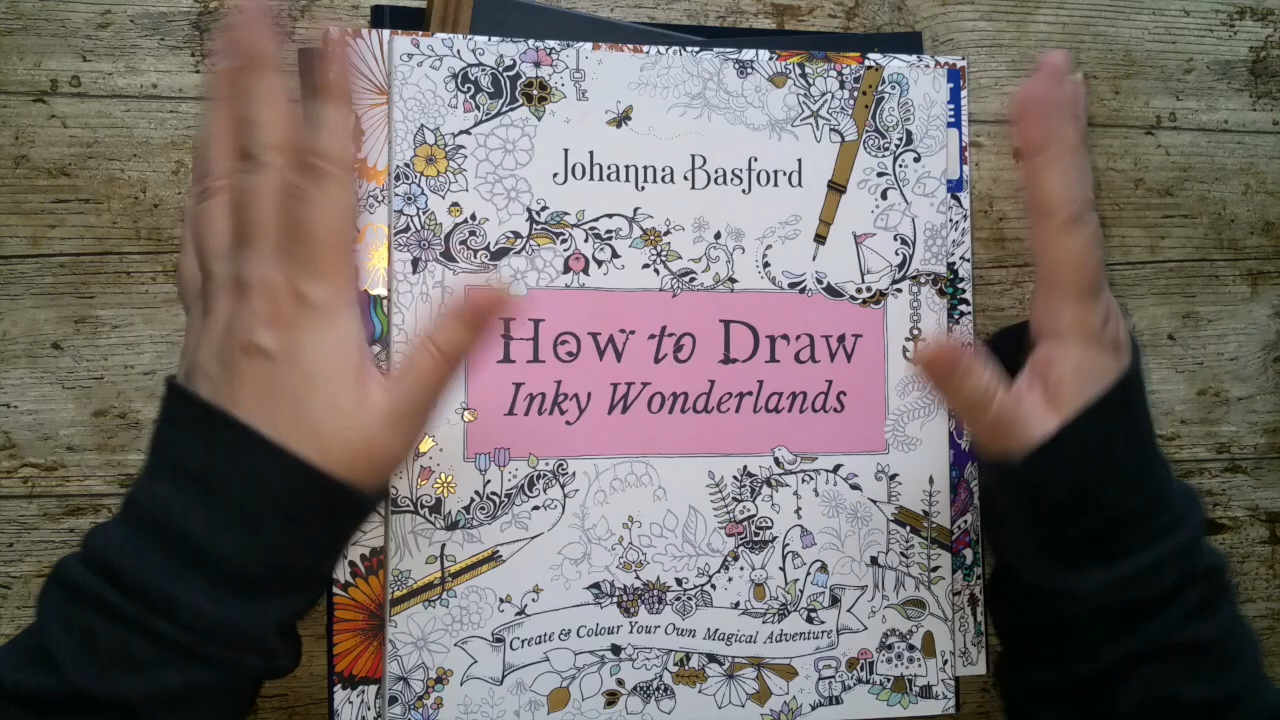 Johanna Basford
How to Draw
Inky Wonderlands
Create & Colour Your Own Magical Adventure